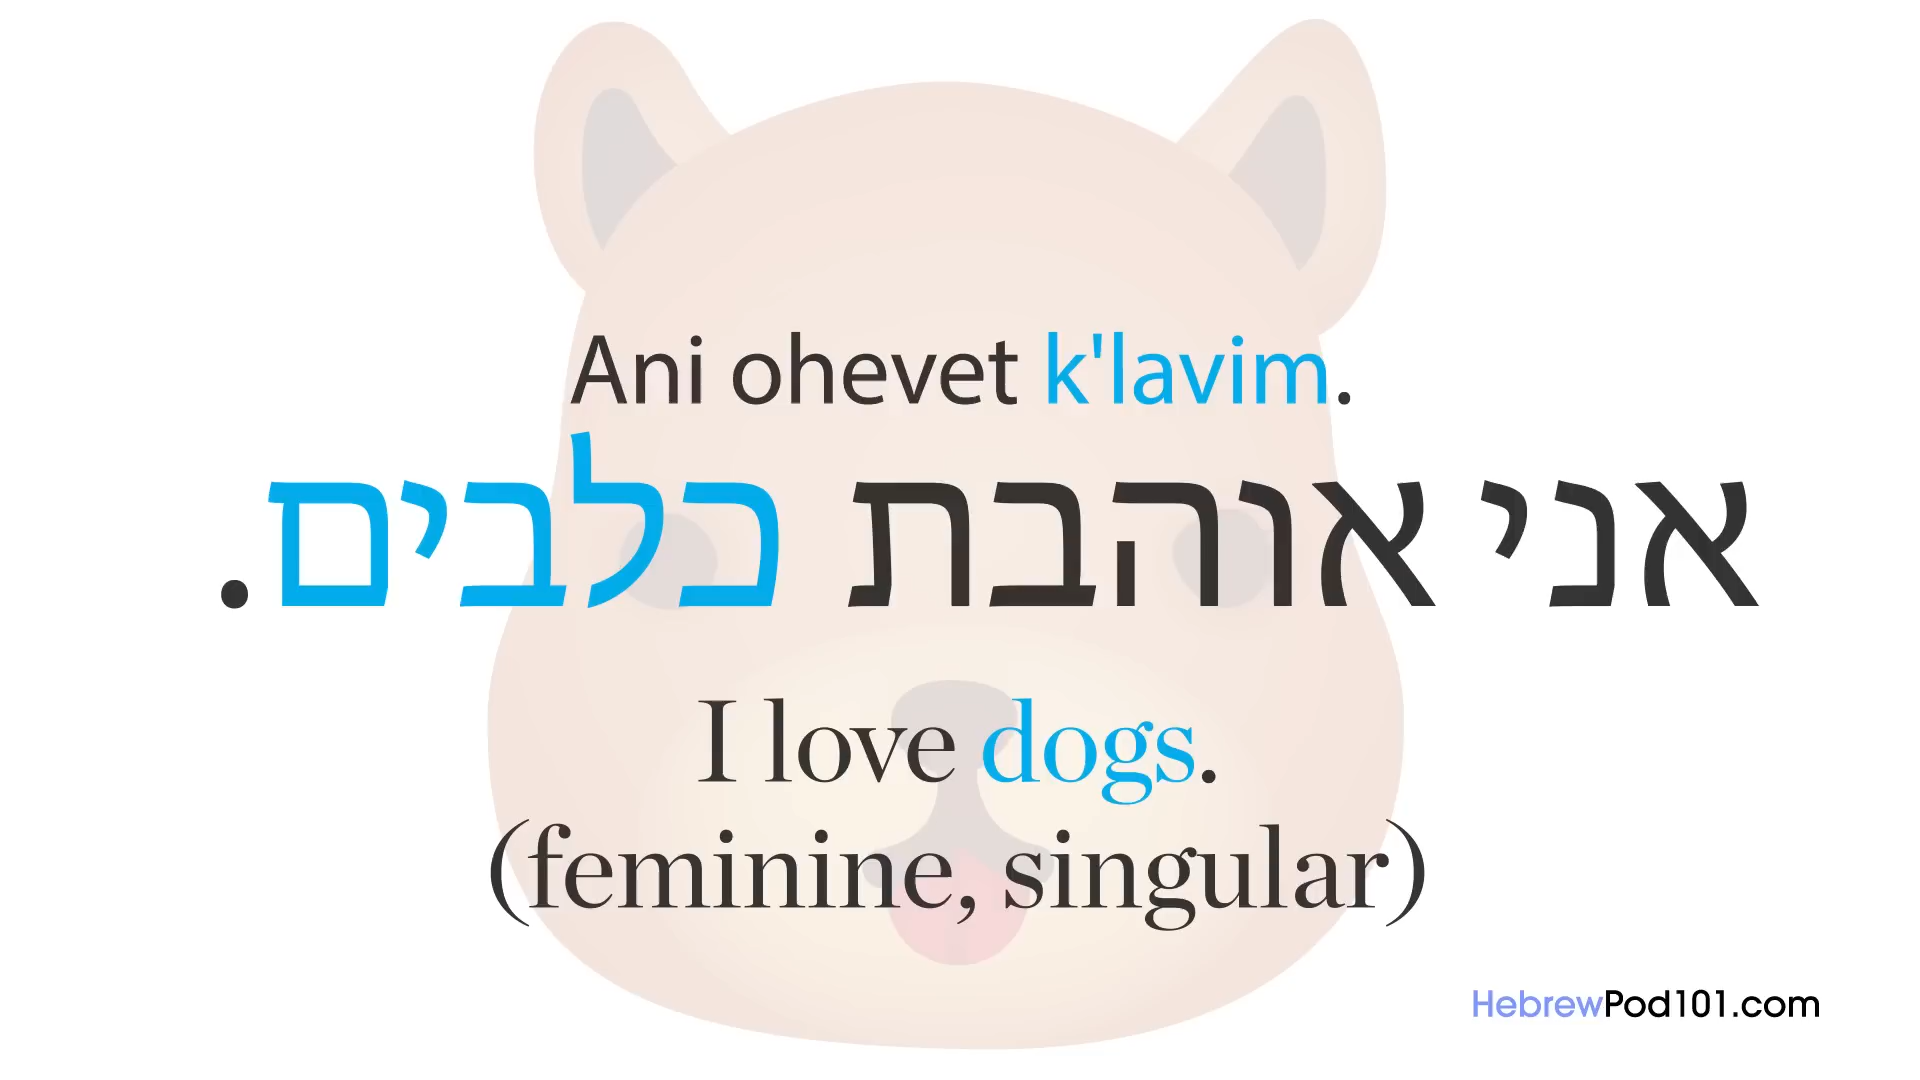 Ani ohevet k'lavim.
אני אוהבת כלבים.
I love dogs.
(feminine, singular)
HebrewPod101.com